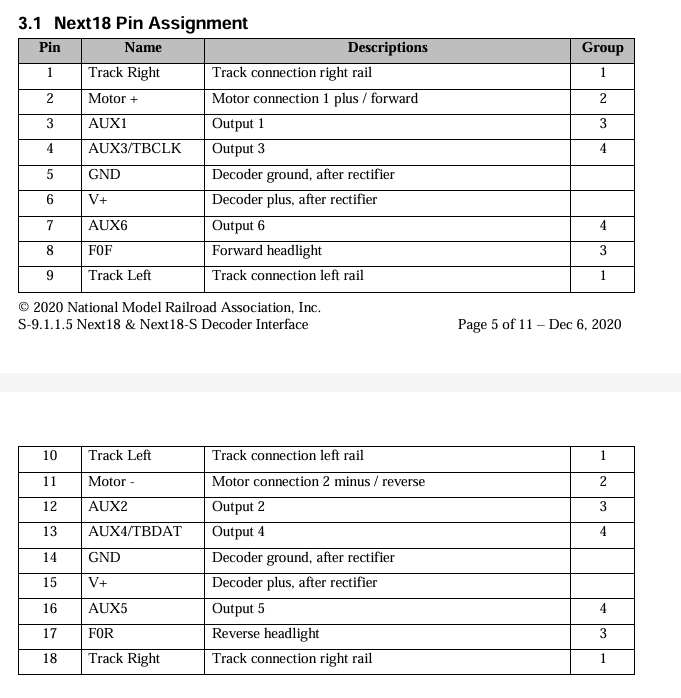 3.1 Next18 Pin Assignment
Pin Name Descriptions Group
1 Track Right Track connection right rail 1
2 Motor + Motor connection 1 plus / forward 2
3 AUX1 Output 1 3
4 AUX3/TBCLK Output 3 4
5 GND Decoder ground, after rectifier
6 V+ Decoder plus, after rectifier
7 AUX6 Output 6 4
8 F0F Forward headlight 3
9 Track Left Track connection left rail 1
© 2020 National Model Railroad Association, Inc.
S-9.1.1.5 Next18 & Next18-S Decoder Interface Page 5 of 11 – Dec 6, 2020
10 Track Left Track connection left rail 1
11 Motor - Motor connection 2 minus / reverse 2
12 AUX2 Output 2 3
13 AUX4/TBDAT Output 4 4
14 GND Decoder ground, after rectifier
15 V+ Decoder plus, after rectifier
16 AUX5 Output 5 4
17 F0R Reverse headlight 3
18 Track Right Track connection right rail 1